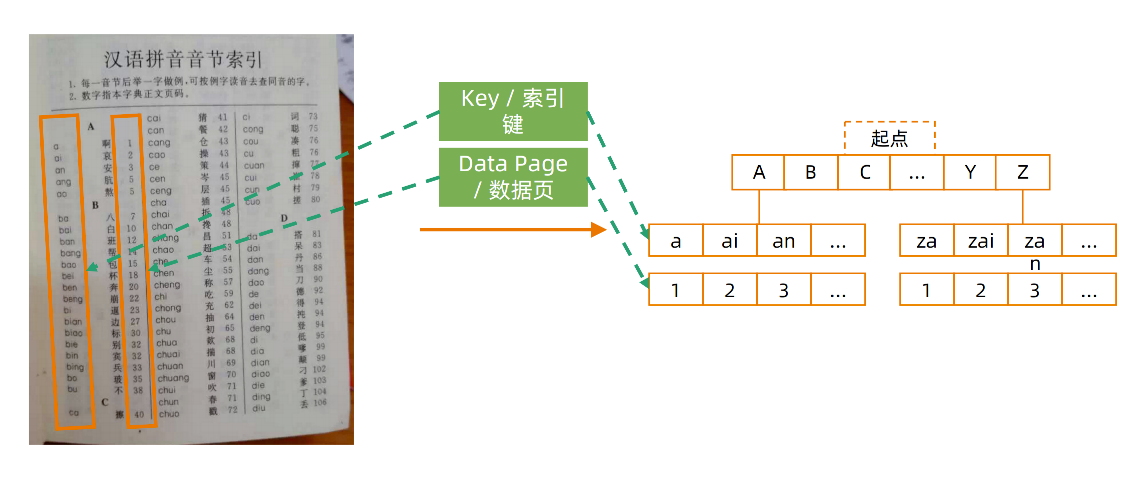 汉语拼音音节索引
1. 每一音节后举一字做例,可按例字读音去查同音的字。
2. 数字指本字典正文页码。
A
a 啊 1
ai 哀 2
an 安 3
ang 肮 5
ao 熬 5
B
ba 八 7
bai 白 10
ban 班 12
bang 帮 14
bao 包 15
bei 杯 18
ben 奔 20
beng 崩 22
bi 逼 23
bian 边 27
biao 标 30
bie 别 32
bin 宾 32
bing 兵 33
bo 玻 35
bu 不 38
C
ca 擦 40
cai 猜 41
can 餐 42
cang 仓 43
cao 操 43
ce 策 44
cen 岑 45
ceng 层 45
cha 插 45
chai 拆 48
chan 搀 48
chang 昌 51
chao 超 53
che 车 54
chen 尘 55
cheng 称 57
chi 吃 59
chong 充 62
chou 抽 64
chu 初 65
chua 欻 68
chuai 揣 68
chuan 川 69
chuang 窗 70
chui 吹 71
chun 春 71
chuo 戳 72
ci 词 73
cong 聪 75
cou 凑 76
cu 粗 76
cuan 蹿 77
cui 78
cun 村 79
cuo 搓 80
D
da 搭 81
dai 呆 83
dan 丹 86
dang 当 88
dao 刀 90
de 德 92
dei 得 94
den 扽 94
deng 登 94
di 低 95
dia 嗲 99
dian 颠 99
diao 刁 102
die 爹 103
ding 丁 104
diu 丢 106
Key / 索引
键
Data Page
/ 数据页
起点
A B C ... Y Z
a ai an ...
1 2 3 ...
za zai za ...
n
1 2 3 ...